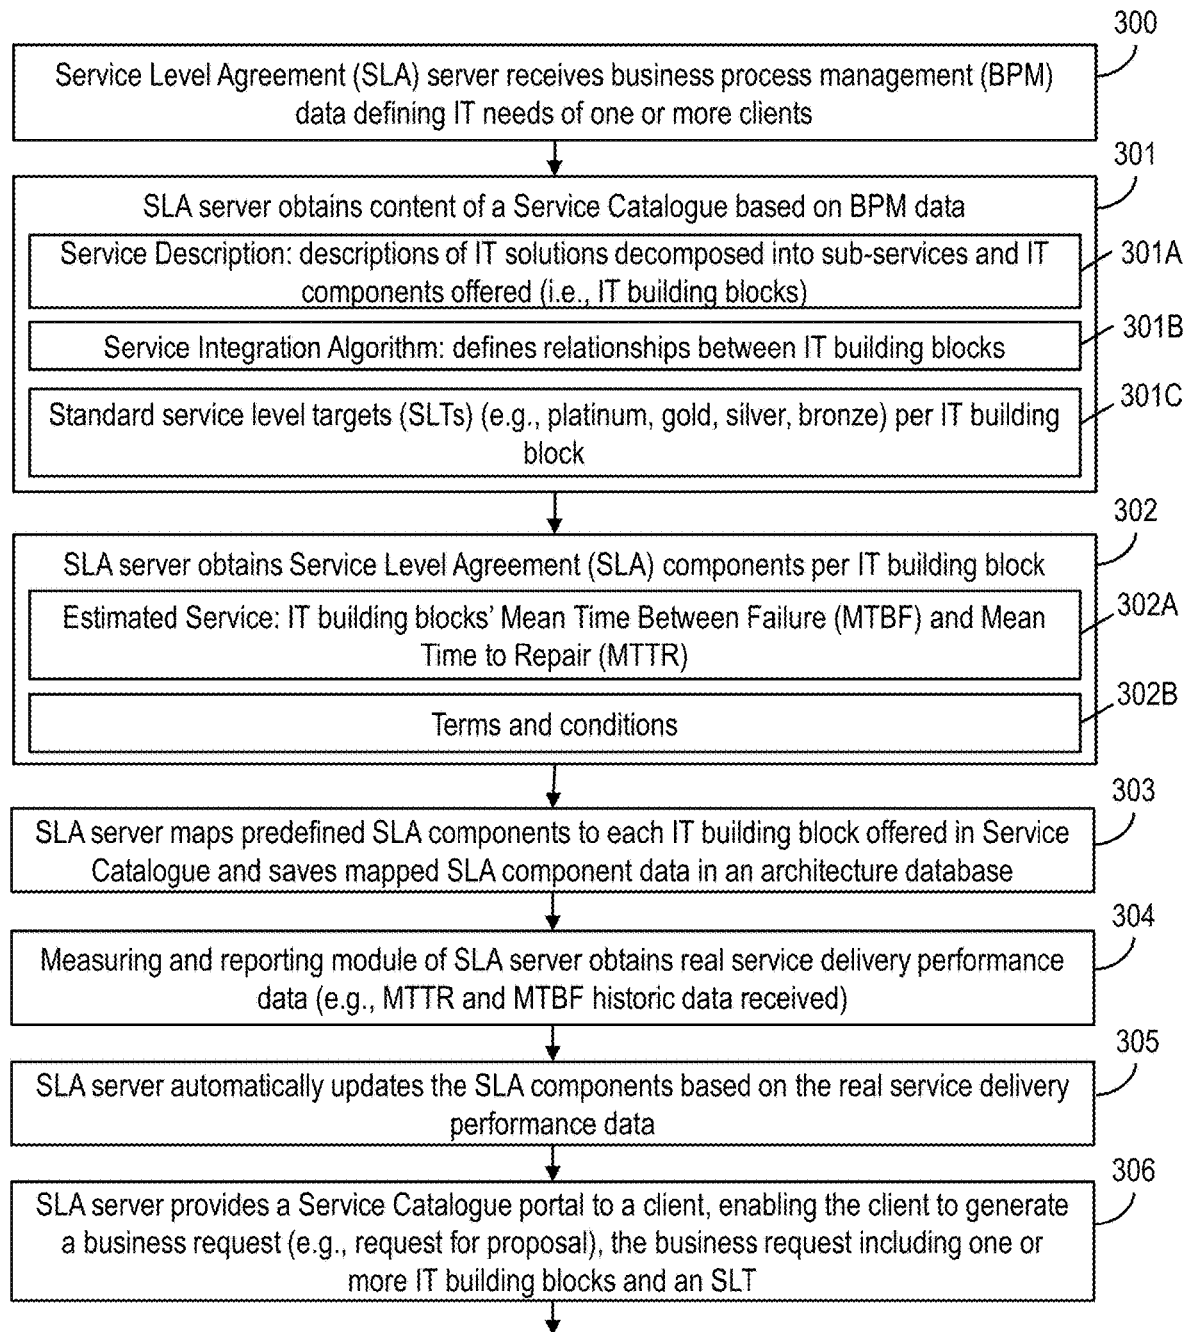 300
Service Level Agreement (SLA) server receives business process management (BPM)
data defining IT needs of one or more clients
301
SLA server obtains content of a Service Catalogue based on BPM data
301A
Service Description: descriptions of IT solutions decomposed into sub-services and IT
components offered (i.e., IT building blocks)
301B
Service Integration Algorithm: defines relationships between IT building blocks
301C
Standard service level targets (SLTs) (e.g., platinum, gold, silver, bronze) per IT building
block
302
SLA server obtains Service Level Agreement (SLA) components per IT building block
302A
Estimated Service: IT building blocks' Mean Time Between Failure (MTBF) and Mean
Time to Repair (MTTR)
302B
Terms and conditions
303
SLA server maps predefined SLA components to each IT building block offered in Service
Catalogue and saves mapped SLA component data in an architecture database
304
Measuring and reporting module of SLA server obtains real service delivery performance
data (e.g., MTTR and MTBF historic data received)
305
SLA server automatically updates the SLA components based on the real service delivery
performance data
306
SLA server provides a Service Catalogue portal to a client, enabling the client to generate
a business request (e.g., request for proposal), the business request including one or
more IT building blocks and an SLT